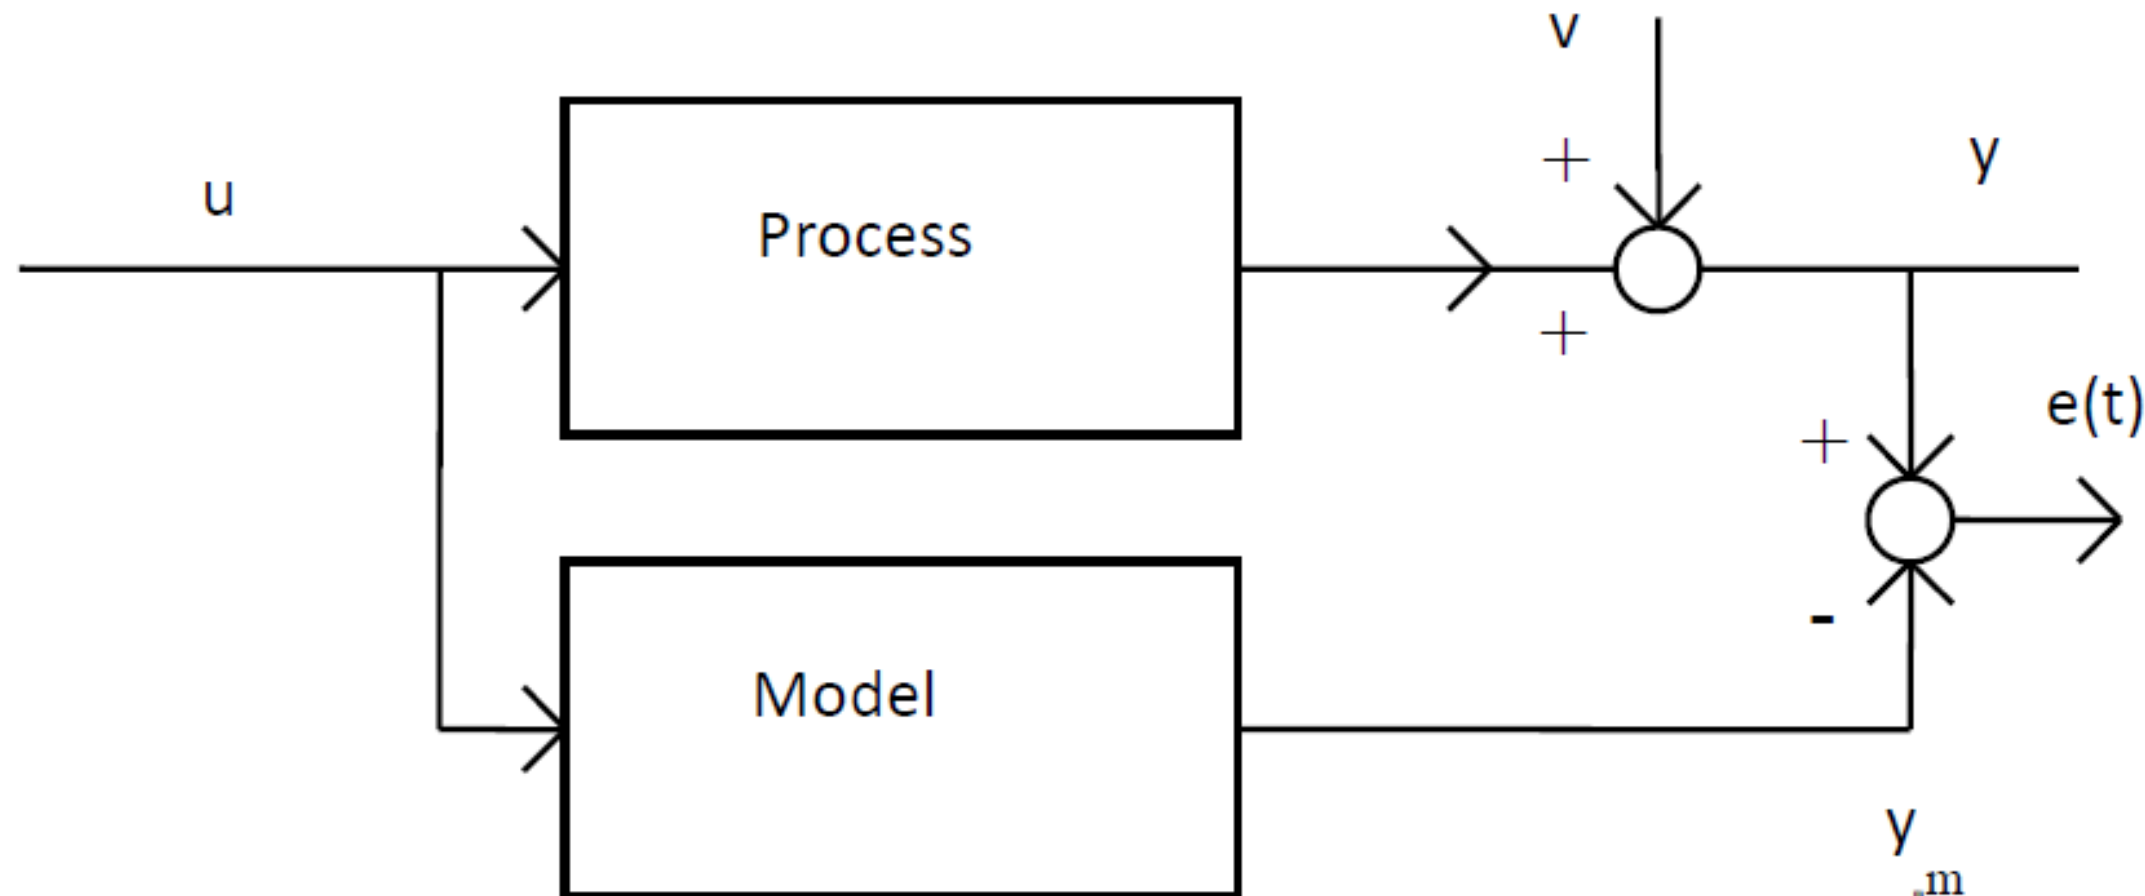 v
+
y
u
Process
+
e(t)
+
-
Model
y
m